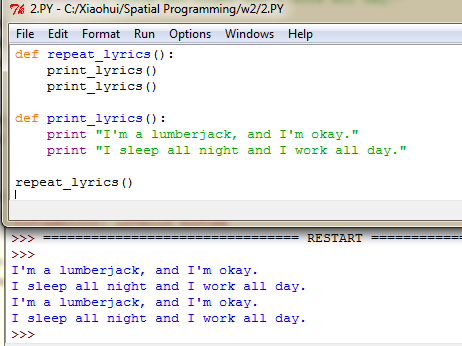 2.PY - C:/Xiaohui/Spatial Programming/w2/2.PY
File Edit Format Run Options Windows Help
def repeat_lyrics():
    print_lyrics()
    print_lyrics()

def print_lyrics():
    print "I'm a lumberjack, and I'm okay."
    print "I sleep all night and I work all day."

repeat_lyrics()
>>> ================================ RESTART ============
>>>
I'm a lumberjack, and I'm okay.
I sleep all night and I work all day.
I'm a lumberjack, and I'm okay.
I sleep all night and I work all day.
>>>